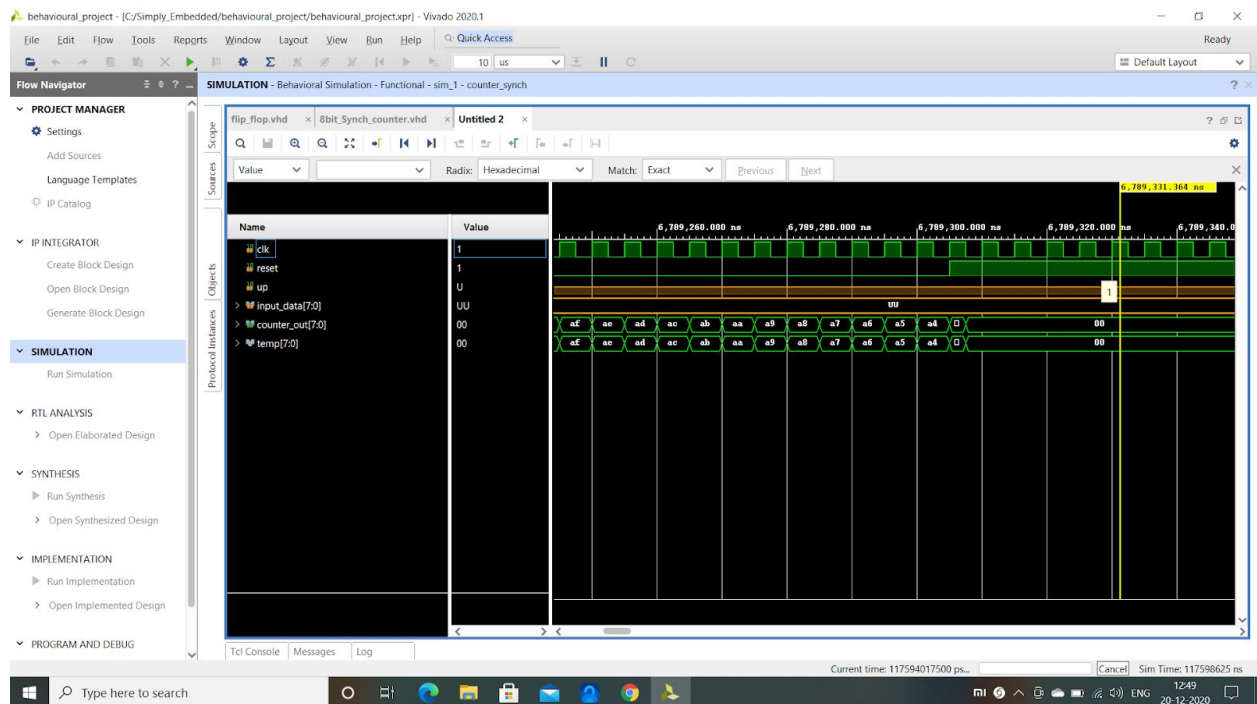 behavioural_project - [C:/Simply_Embedded/behavioural_project/behavioural_project.xpr] - Vivado 2020.1
File Edit Flow Tools Reports Window Layout View Run Help Quick Access Ready
10 us Default Layout
Flow Navigator ? SIMULATION - Behavioral Simulation - Functional - sim_1 - counter_synch ?
PROJECT MANAGER
Settings
Add Sources
Language Templates
IP Catalog
IP INTEGRATOR
Create Block Design
Open Block Design
Generate Block Design
SIMULATION
Run Simulation
RTL ANALYSIS
Open Elaborated Design
SYNTHESIS
Run Synthesis
Open Synthesized Design
IMPLEMENTATION
Run Implementation
Open Implemented Design
PROGRAM AND DEBUG
Scope
Sources
Objects
Protocol Instances
flip_flop.vhd × 8bit_Synch_counter.vhd × Untitled 2 ×
Value Radix: Hexadecimal Match: Exact Previous Next
6,789,331.364 ns
Name Value
6,789,260.000 ns 6,789,280.000 ns 6,789,300.000 ns 6,789,320.000 ns 6,789,340.0
clk 1
reset 1
up U
1
input_data[7:0] UU UU
counter_out[7:0] 00 af ae ad ac ab aa a9 a8 a7 a6 a5 a4 00
temp[7:0] 00 af ae ad ac ab aa a9 a8 a7 a6 a5 a4 00
Tcl Console Messages Log
Current time: 117594017500 ps... Cancel Sim Time: 117598625 ns
Type here to search
ENG 12:49
20-12-2020